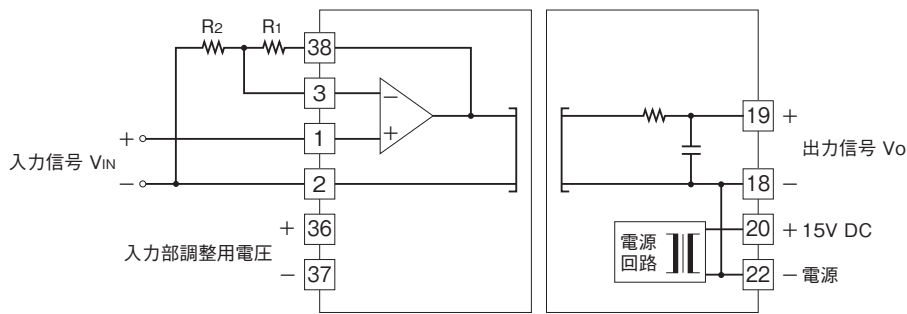 R2 R1
38
3
+ 1 − +
入力信号 VIN
− 2
+ 36
入力部調整用電圧
− 37
19 +
出力信号 Vo
18 −
電源
回路
20 +15V DC
22 −電源